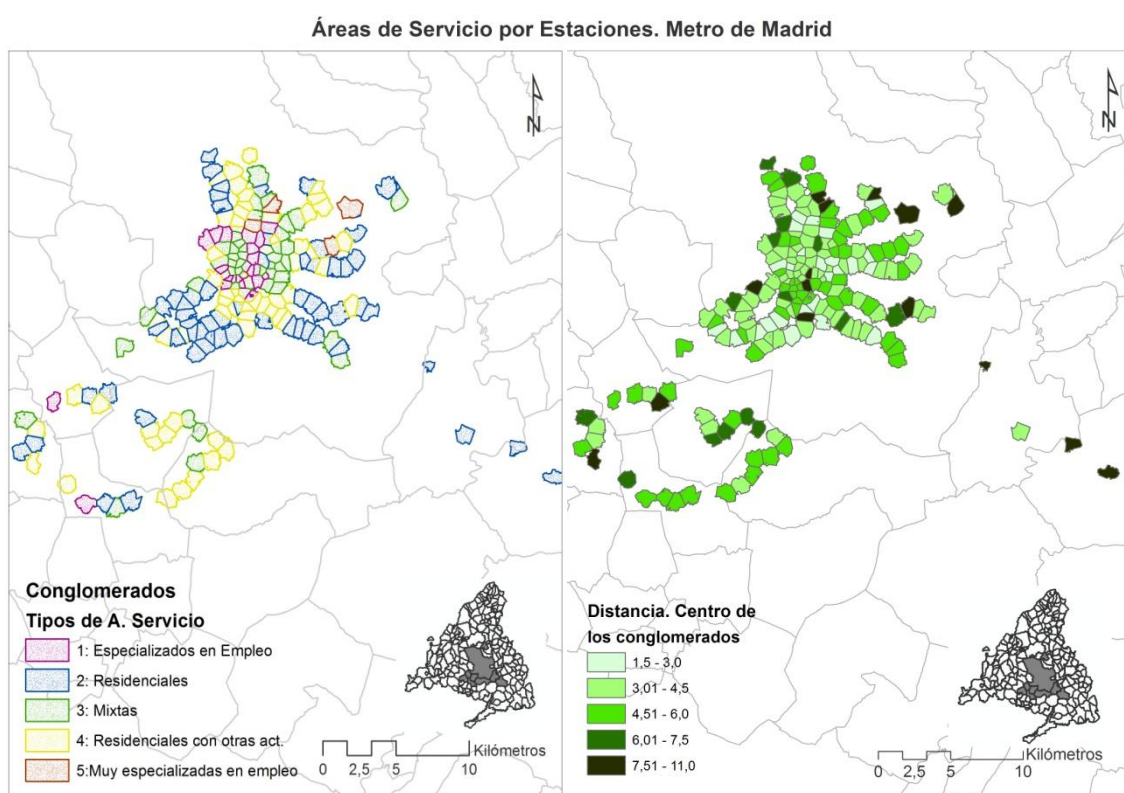 Áreas de Servicio por Estaciones. Metro de Madrid
N
Conglomerados
Tipos de A. Servicio
1: Especializados en Empleo
2: Residenciales
3: Mixtas
4: Residenciales con otras act.
5:Muy especializadas en empleo
Kilómetros
0 2,5 5 10
N
Distancia. Centro de
los conglomerados
1,5 - 3,0
3,01 - 4,5
4,51 - 6,0
6,01 - 7,5
7,51 - 11,0
Kilómetros
0 2,5 5 10